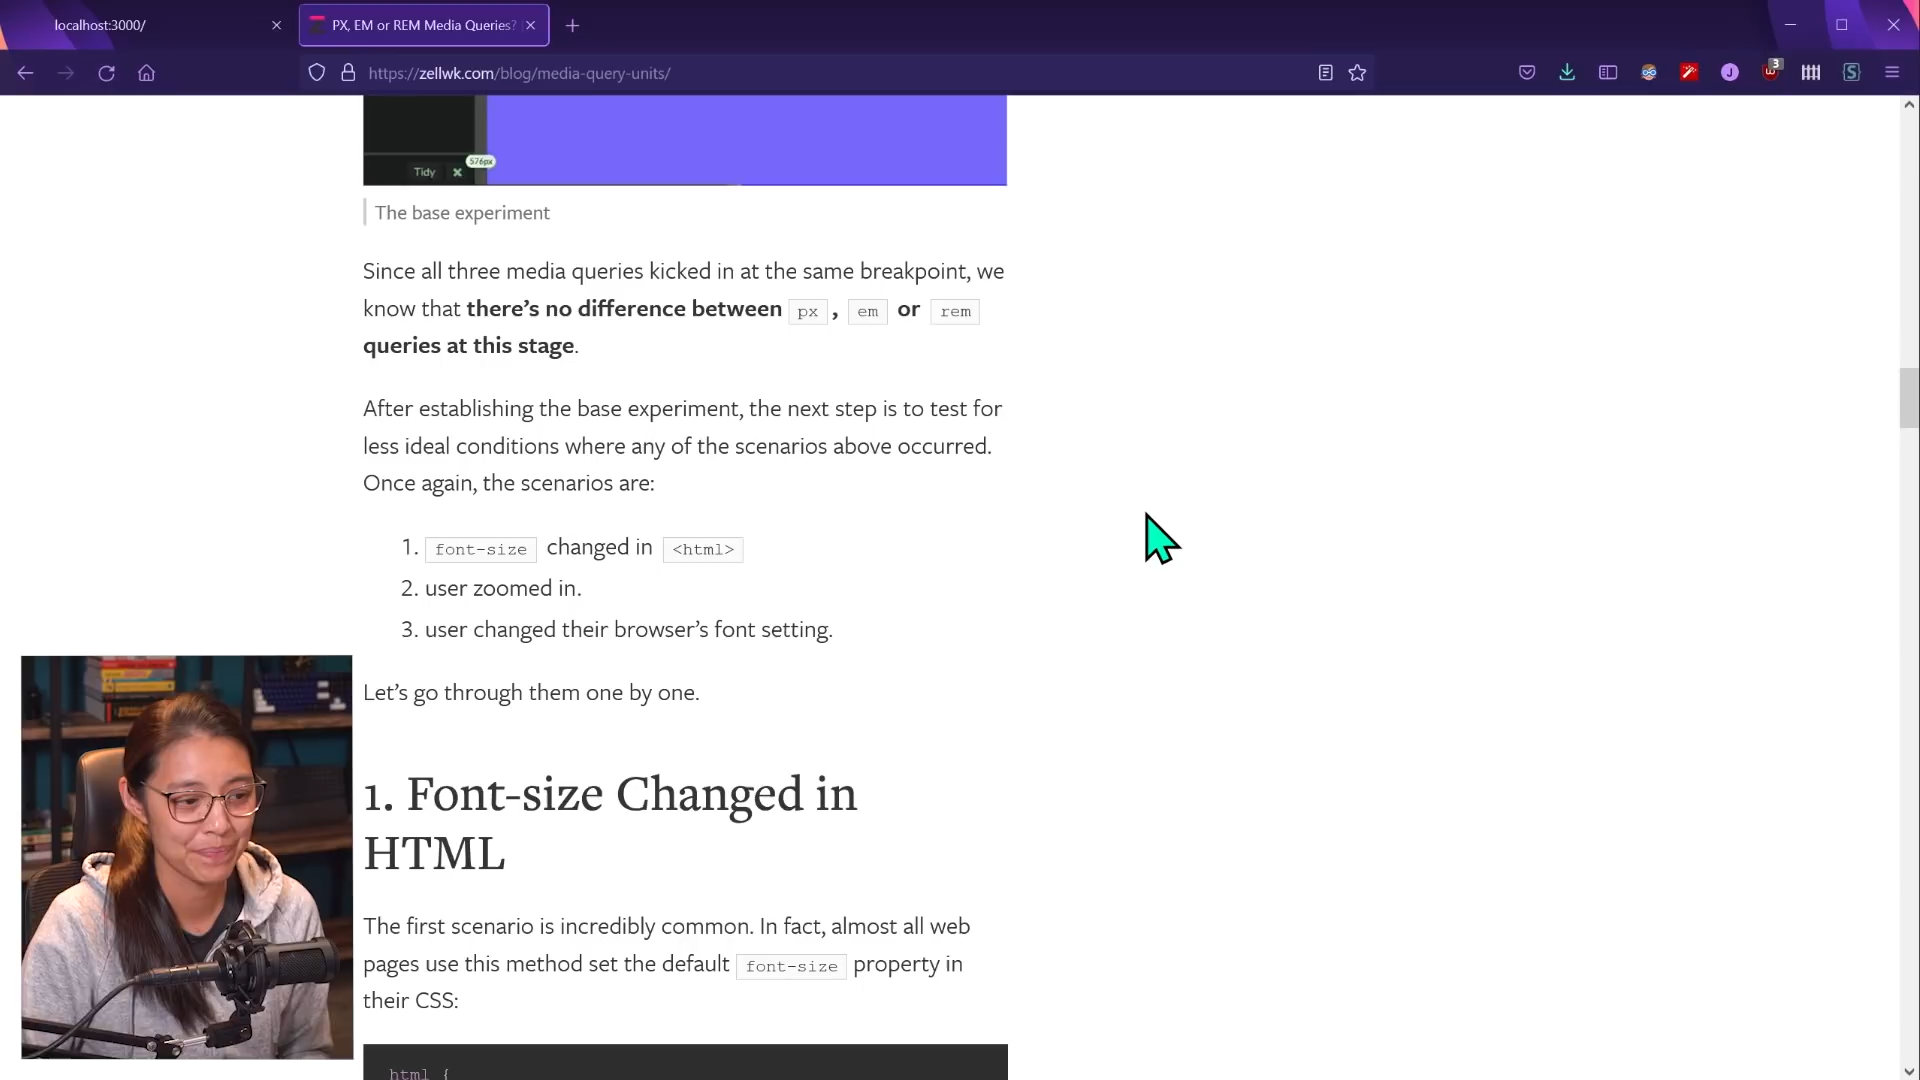 localhost:3000/
PX, EM or REM Media Queries?
https://zellwk.com/blog/media-query-units/
3
576px
Tidy
The base experiment
Since all three media queries kicked in at the same breakpoint, we
know that there’s no difference between px , em or rem
queries at this stage.
After establishing the base experiment, the next step is to test for
less ideal conditions where any of the scenarios above occurred.
Once again, the scenarios are:
1. font-size changed in <html>
2. user zoomed in.
3. user changed their browser’s font setting.
Let’s go through them one by one.
1. Font-size Changed in
HTML
The first scenario is incredibly common. In fact, almost all web
pages use this method set the default font-size property in
their CSS:
html {